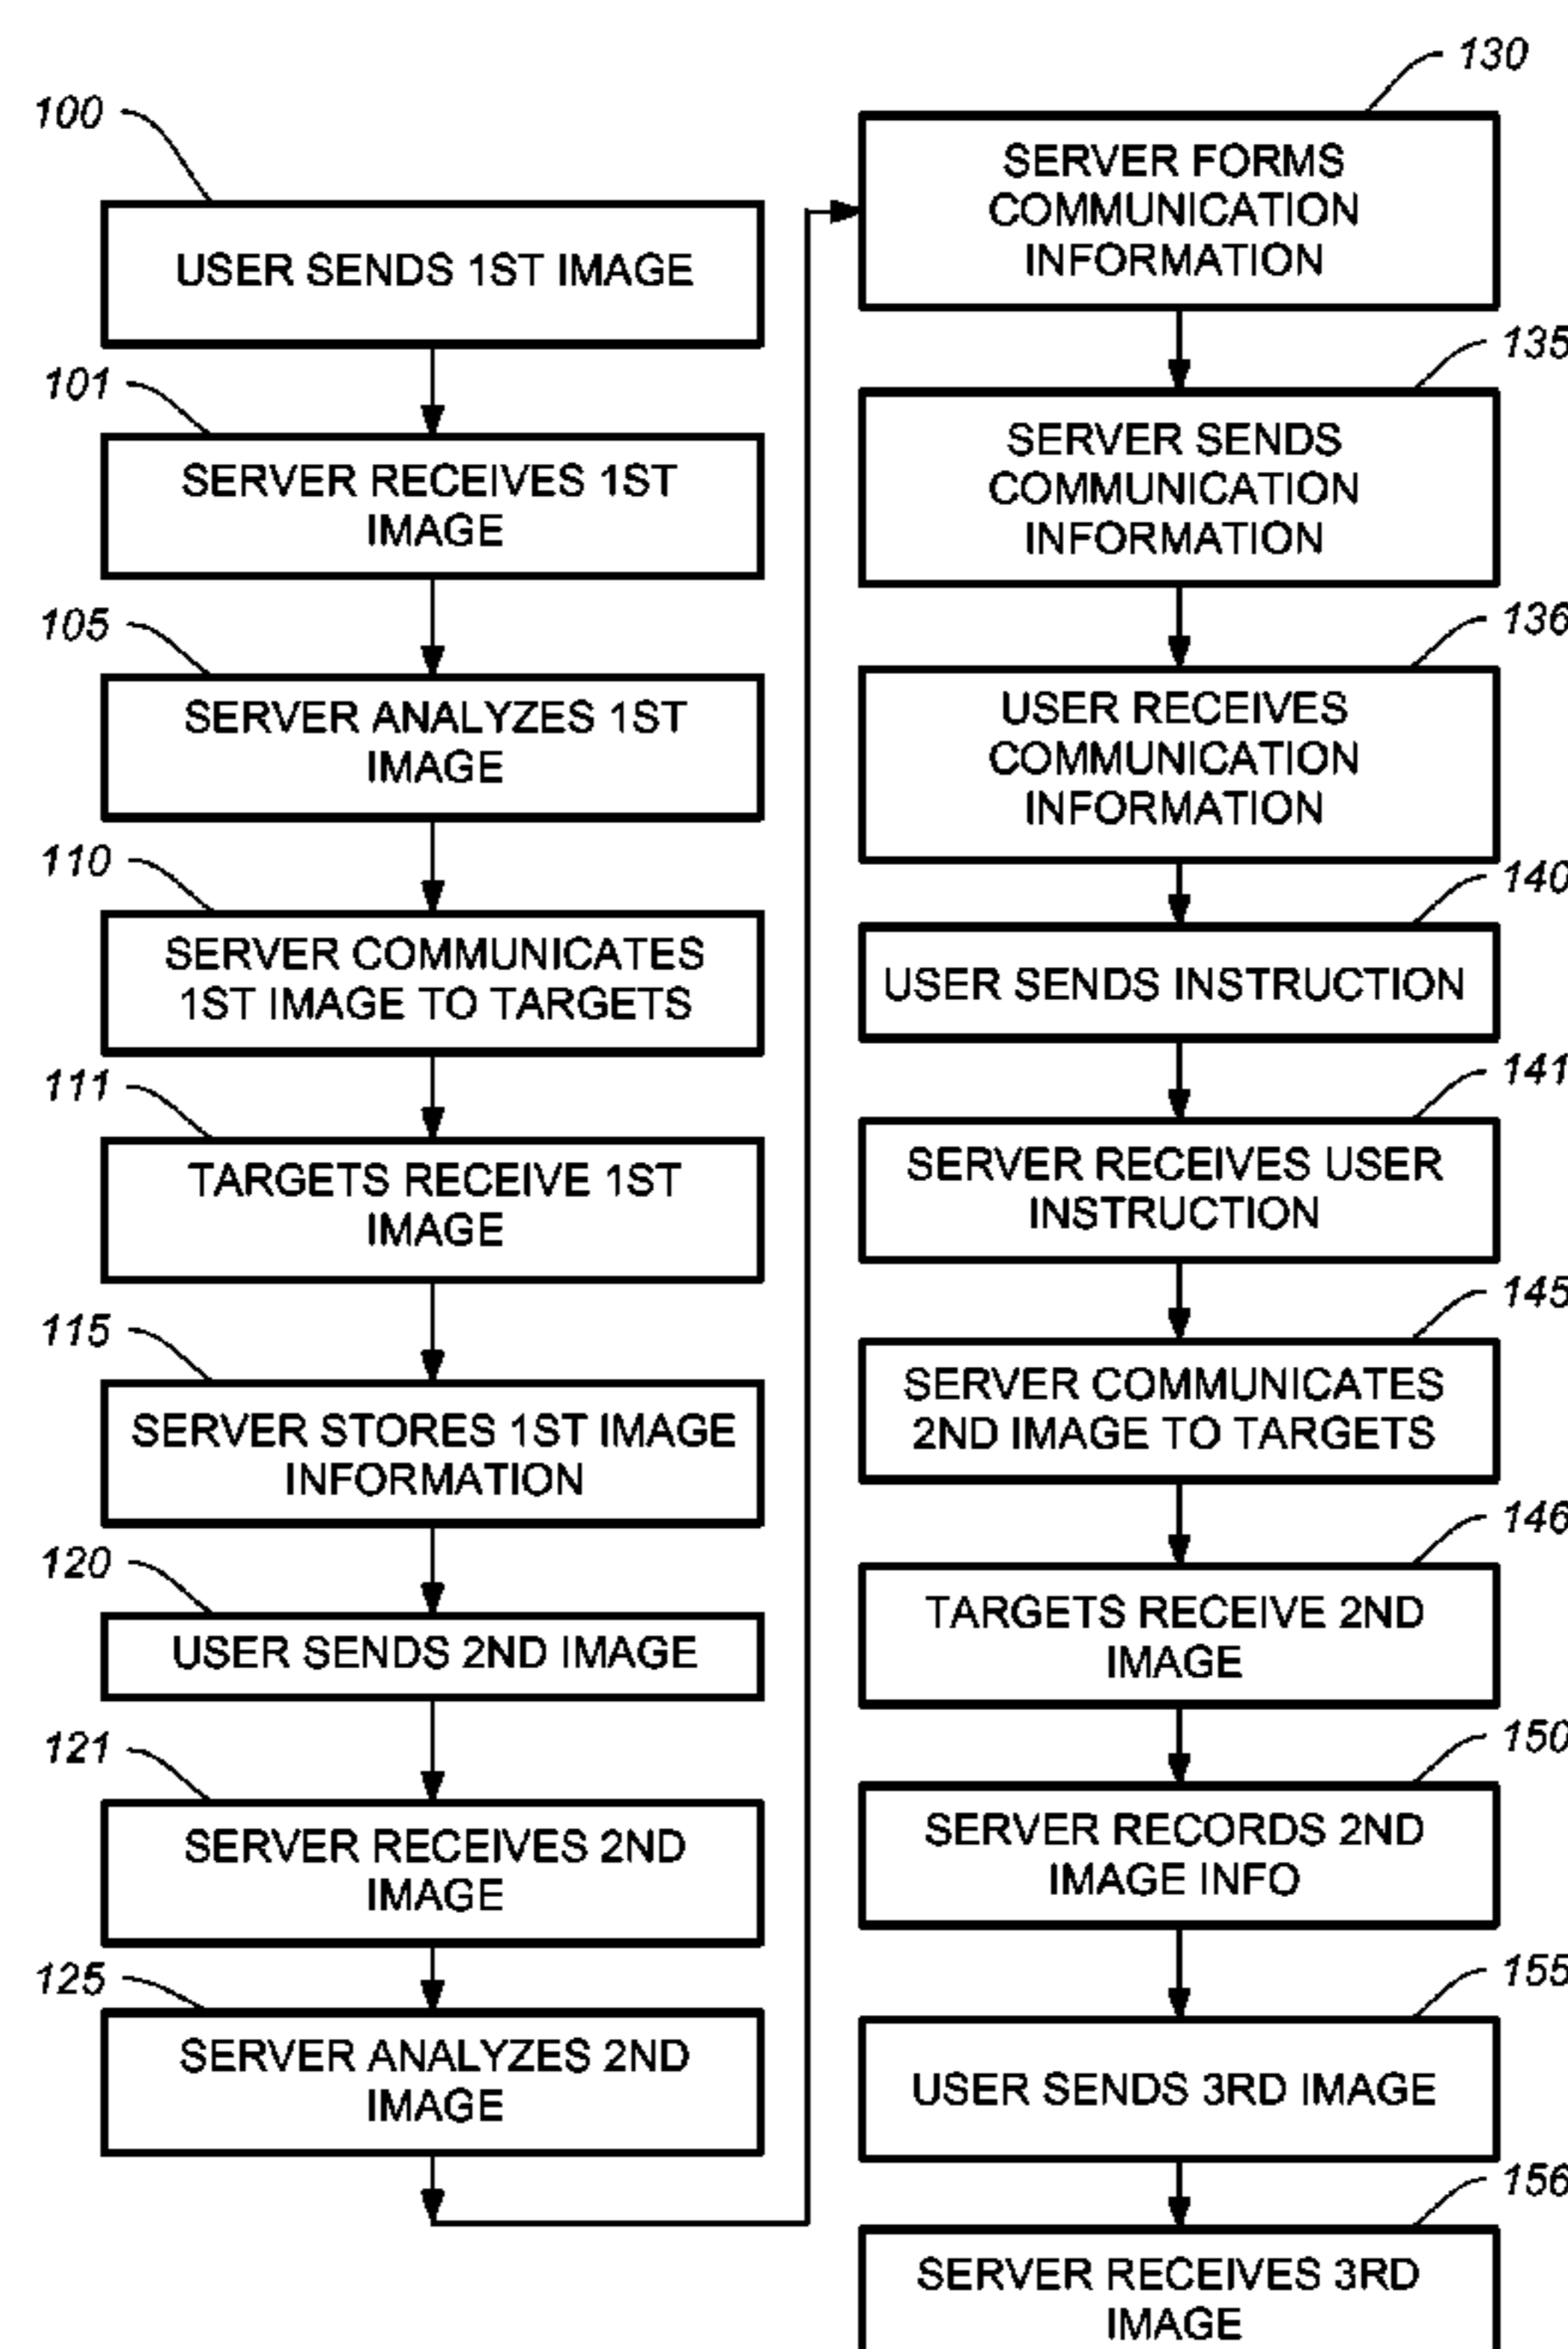 100
USER SENDS 1ST IMAGE
101
SERVER RECEIVES 1ST
IMAGE
105
SERVER ANALYZES 1ST
IMAGE
110
SERVER COMMUNICATES
1ST IMAGE TO TARGETS
111
TARGETS RECEIVE 1ST
IMAGE
115
SERVER STORES 1ST IMAGE
INFORMATION
120
USER SENDS 2ND IMAGE
121
SERVER RECEIVES 2ND
IMAGE
125
SERVER ANALYZES 2ND
IMAGE
130
SERVER FORMS
COMMUNICATION
INFORMATION
135
SERVER SENDS
COMMUNICATION
INFORMATION
136
USER RECEIVES
COMMUNICATION
INFORMATION
140
USER SENDS INSTRUCTION
141
SERVER RECEIVES USER
INSTRUCTION
145
SERVER COMMUNICATES
2ND IMAGE TO TARGETS
146
TARGETS RECEIVE 2ND
IMAGE
150
SERVER RECORDS 2ND
IMAGE INFO
155
USER SENDS 3RD IMAGE
156
SERVER RECEIVES 3RD
IMAGE